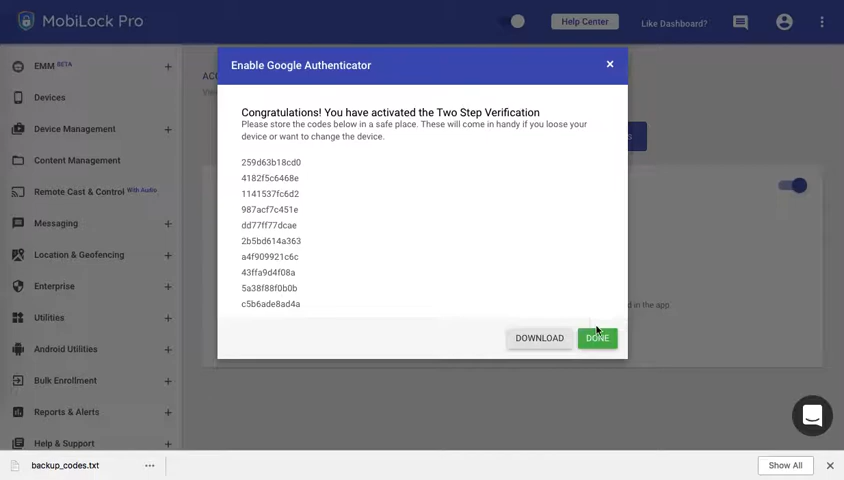 MobiLock Pro
Help Center
Like Dashboard?
EMM BETA
Devices
Device Management
Content Management
Remote Cast & Control With Audio
Messaging
Location & Geofencing
Enterprise
Utilities
Android Utilities
Bulk Enrollment
Reports & Alerts
Help & Support
Enable Google Authenticator
×
Congratulations! You have activated the Two Step Verification
Please store the codes below in a safe place. These will come in handy if you loose your
device or want to change the device.
259d63b18cd0
4182f5c6468e
1141537fc6d2
987acf7c451e
dd77ff77dcae
2b5bd614a363
a4f909921c6c
43ffa9d4f08a
5a38f88f0b0b
c5b6ade8ad4a
DOWNLOAD
DONE
in the app
backup_codes.txt
Show All